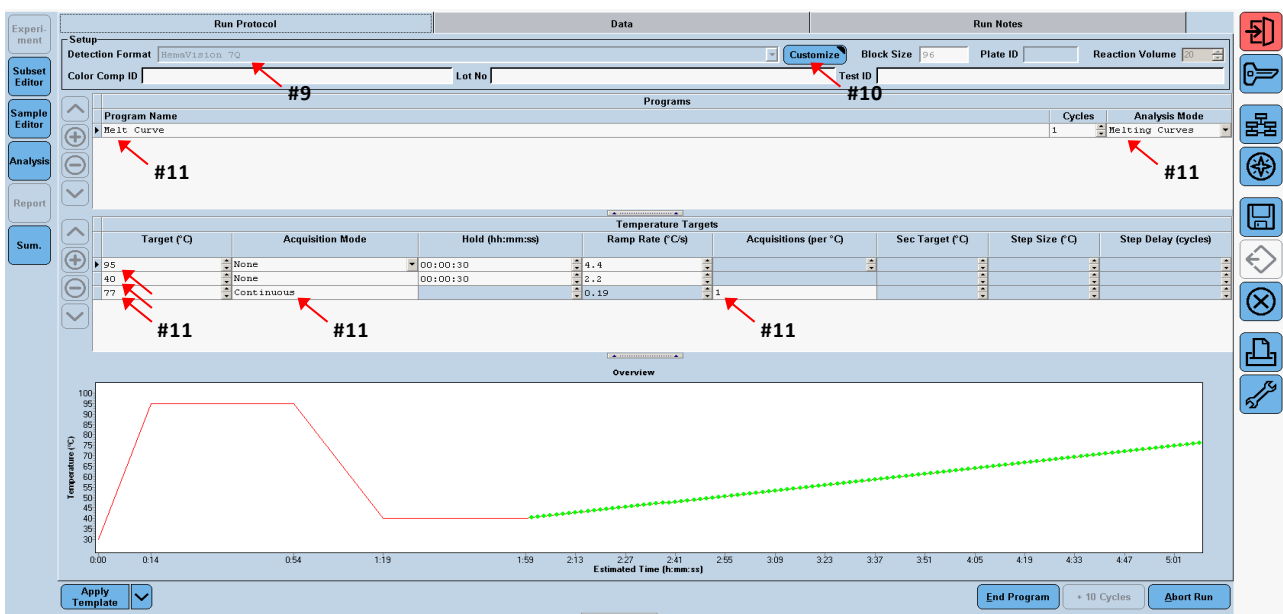 Experi-
ment
Subset
Editor
Sample
Editor
Analysis
Report
Sum.
Run Protocol Data Run Notes
Setup
Detection Format HemaVision 7Q Customize Block Size 96 Plate ID Reaction Volume 20
Color Comp ID Lot No Test ID
#9 #10
Programs
Program Name Cycles Analysis Mode
Melt Curve 1 Melting Curves
#11 #11
Temperature Targets
Target (°C) Acquisition Mode Hold (hh:mm:ss) Ramp Rate (°C/s) Acquisitions (per °C) Sec Target (°C) Step Size (°C) Step Delay (cycles)
95 None 00:00:30 4.4
40 None 00:00:30 2.2
77 Continuous 0.19 1
#11 #11 #11
Overview
Temperature (°C)
100
95
90
85
80
75
70
65
60
55
50
45
40
35
30
0:00 0:14 0:54 1:19 1:59 2:13 2:27 2:41 2:55 3:09 3:23 3:37 3:51 4:05 4:19 4:33 4:47 5:01
Estimated Time (h:mm:ss)
Apply
Template
End Program + 10 Cycles Abort Run